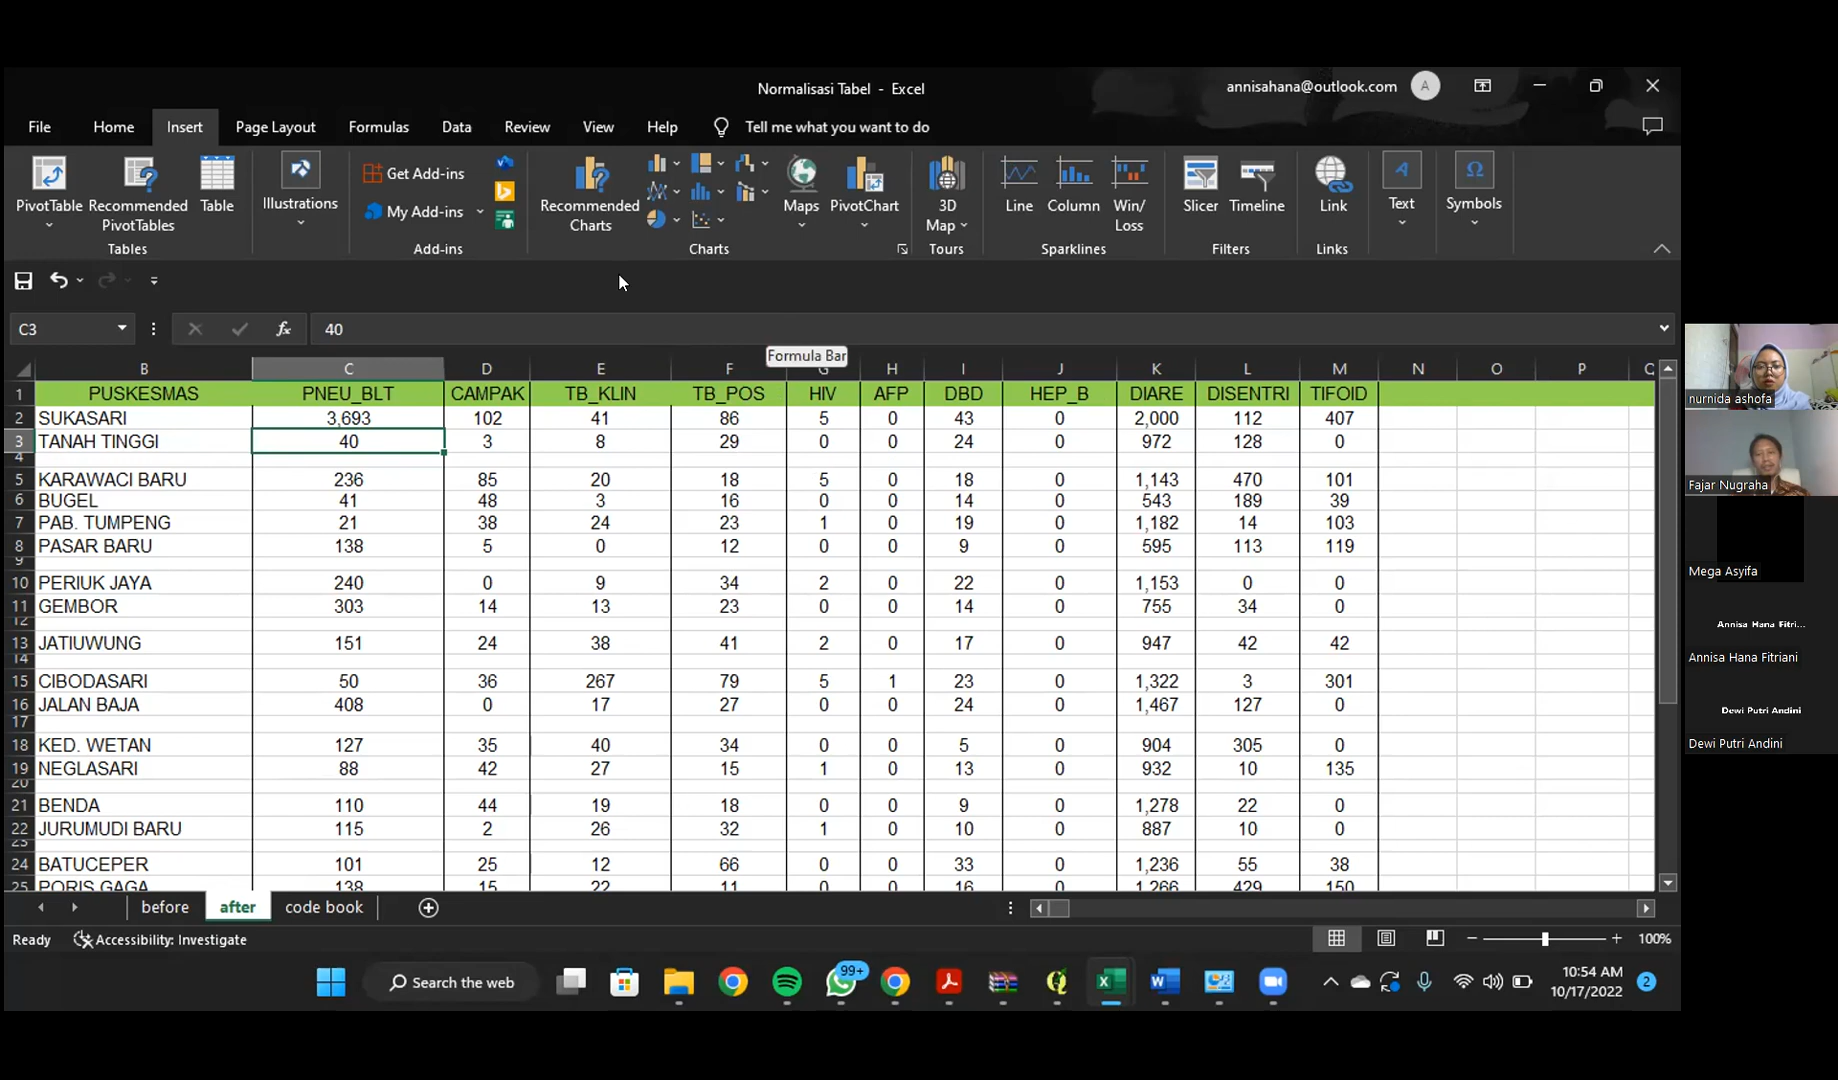 Normalisasi Tabel - Excel
annisahana@outlook.com
A
File Home Insert Page Layout Formulas Data Review View Help Tell me what you want to do
PivotTable Recommended PivotTables Table
Tables
Illustrations
Get Add-ins
My Add-ins
Add-ins
Recommended Charts
Maps PivotChart
Charts
3D Map
Tours
Line Column Win/Loss
Sparklines
Slicer Timeline
Filters
Link
Links
Text
Symbols
C3 fx 40
Formula Bar
B C D E F G H I J K L M N O P Q
1 PUSKESMAS PNEU_BLT CAMPAK TB_KLIN TB_POS HIV AFP DBD HEP_B DIARE DISENTRI TIFOID
2 SUKASARI 3,693 102 41 86 5 0 43 0 2,000 112 407
3 TANAH TINGGI 40 3 8 29 0 0 24 0 972 128 0
4
5 KARAWACI BARU 236 85 20 18 5 0 18 0 1,143 470 101
6 BUGEL 41 48 3 16 0 0 14 0 543 189 39
7 PAB. TUMPENG 21 38 24 23 1 0 19 0 1,182 14 103
8 PASAR BARU 138 5 0 12 0 0 9 0 595 113 119
9
10 PERIUK JAYA 240 0 9 34 2 0 22 0 1,153 0 0
11 GEMBOR 303 14 13 23 0 0 14 0 755 34 0
12
13 JATIUWUNG 151 24 38 41 2 0 17 0 947 42 42
14
15 CIBODASARI 50 36 267 79 5 1 23 0 1,322 3 301
16 JALAN BAJA 408 0 17 27 0 0 24 0 1,467 127 0
17
18 KED. WETAN 127 35 40 34 0 0 5 0 904 305 0
19 NEGLASARI 88 42 27 15 1 0 13 0 932 10 135
20
21 BENDA 110 44 19 18 0 0 9 0 1,278 22 0
22 JURUMUDI BARU 115 2 26 32 1 0 10 0 887 10 0
23
24 BATUCEPER 101 25 12 66 0 0 33 0 1,236 55 38
25 PORIS GAGA 138 15 22 11 0 0 16 0 1,266 429 150
before after code book
Ready Accessibility: Investigate 100%
Search the web
99+
10:54 AM
10/17/2022
2
nurnida ashofa
Fajar Nugraha
Mega Asyifa
Annisa Hana Fitri...
Annisa Hana Fitriani
Dewi Putri Andini
Dewi Putri Andini